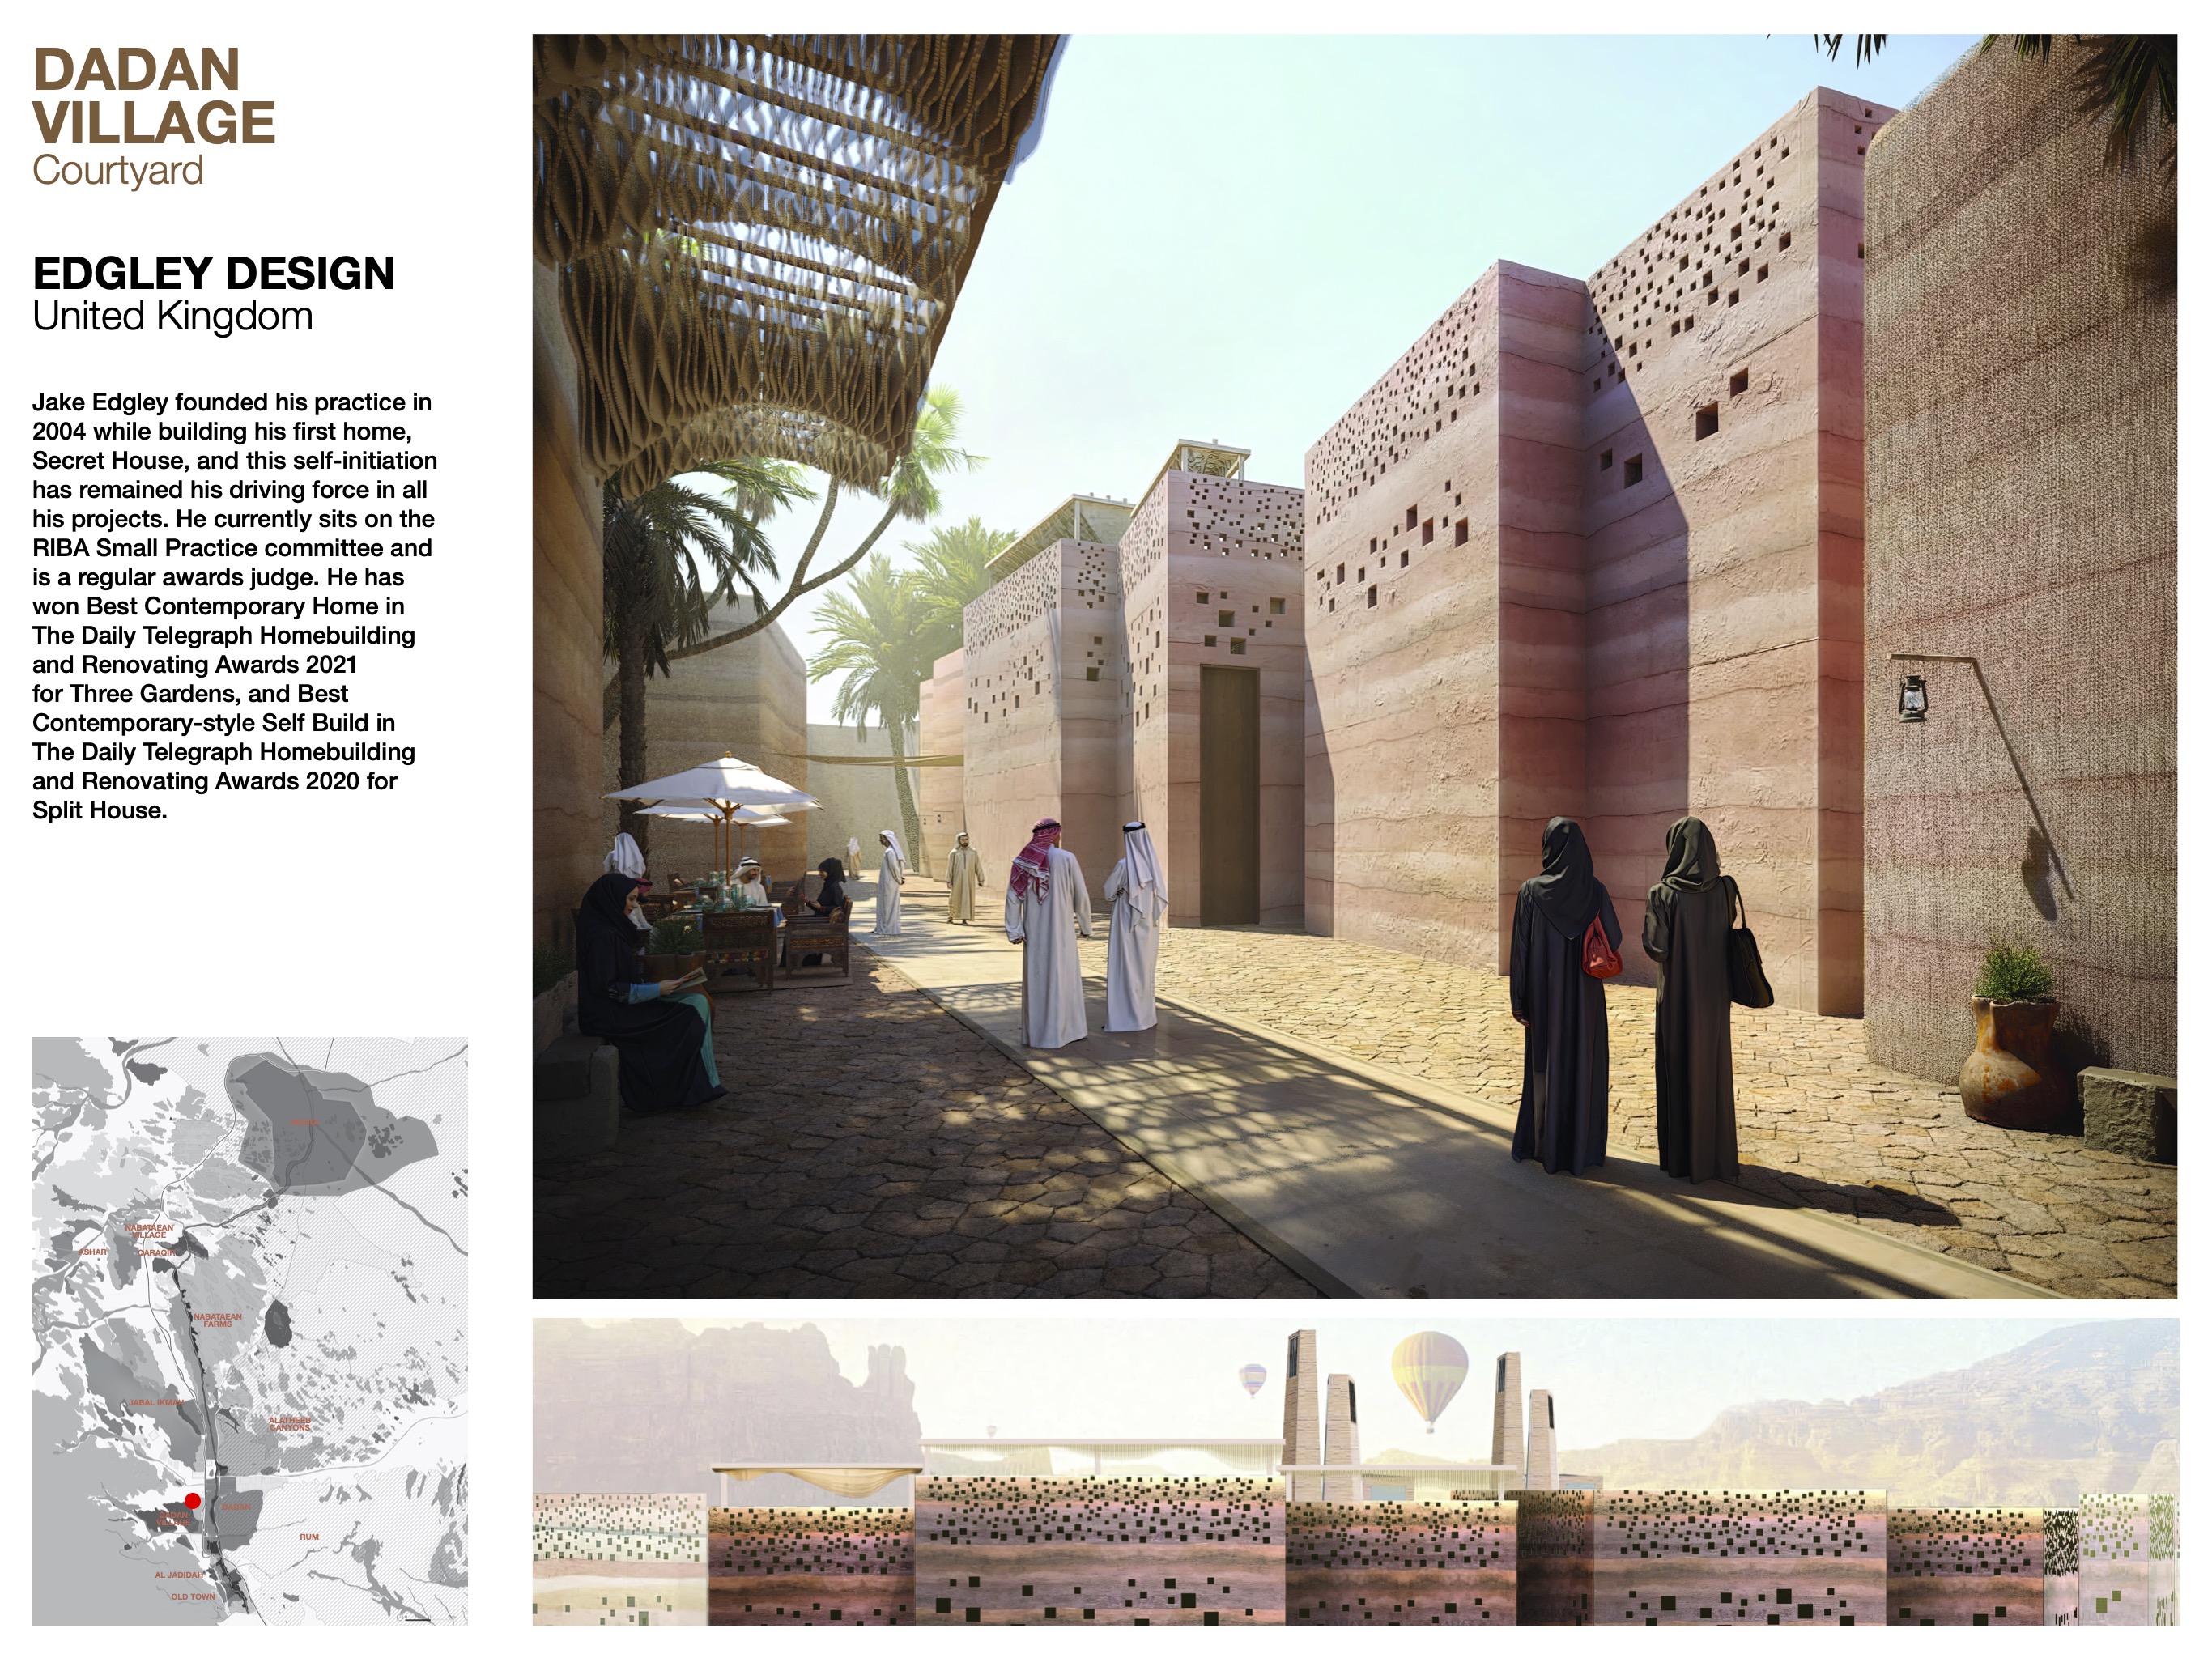 DADAN
VILLAGE
Courtyard
EDGLEY DESIGN
United Kingdom
Jake Edgley founded his practice in
2004 while building his first home,
Secret House, and this self-initiation
has remained his driving force in all
his projects. He currently sits on the
RIBA Small Practice committee and
is a regular awards judge. He has
won Best Contemporary Home in
The Daily Telegraph Homebuilding
and Renovating Awards 2021
for Three Gardens, and Best
Contemporary-style Self Build in
The Daily Telegraph Homebuilding
and Renovating Awards 2020 for
Split House.
NABATAEAN
VILLAGE
ASHAR
QARAQIR
NABATAEAN
FARMS
JABAL IKMAH
ALATHEEB
CANYONS
DADAN
DADAN
VILLAGE
RUM
AL JADIDAH
OLD TOWN